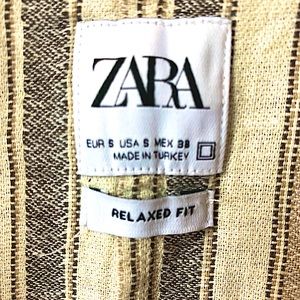 ZARA
EUR S USA S MEX 38
MADE IN TURKEY
RELAXED FIT